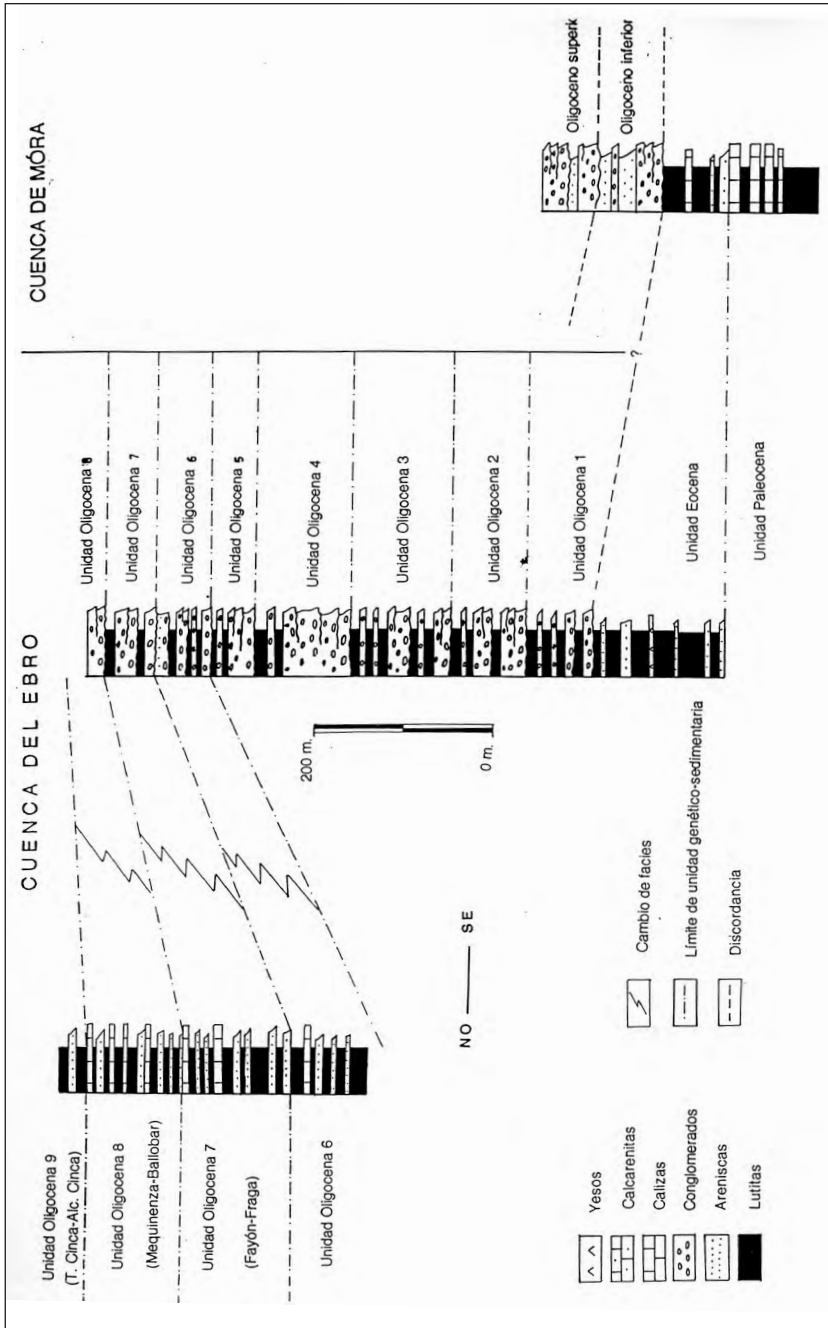 CUENCA DEL EBRO
CUENCA DE MÓRA
Unidad Oligocena 9
(T. Cinca-Alc. Cinca)
Unidad Oligocena 8
(Mequinenza-Ballobar)
Unidad Oligocena 7
(Fayón-Fraga)
Unidad Oligocena 6
Unidad Oligocena 8
Unidad Oligocena 7
Unidad Oligocena 6
Unidad Oligocena 5
Unidad Oligocena 4
Unidad Oligocena 3
Unidad Oligocena 2
Unidad Oligocena 1
?
Unidad Eocena
Unidad Paleocena
Oligoceno superk
Oligoceno inferior
200 m.
0 m.
NO SE
Yesos
Calcarenitas
Calizas
Conglomerados
Areniscas
Lutitas
Cambio de facies
Límite de unidad genético-sedimentaria
Discordancia